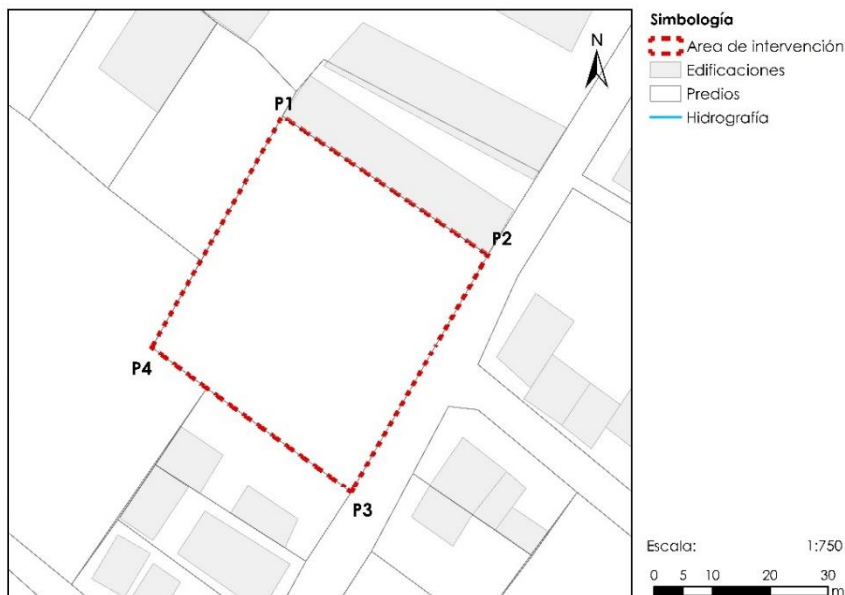 Simbología
Area de intervención
Edificaciones
Predios
Hidrografía
N
P1
P2
P4
P3
Escala: 1:750
0 5 10 20 30
m